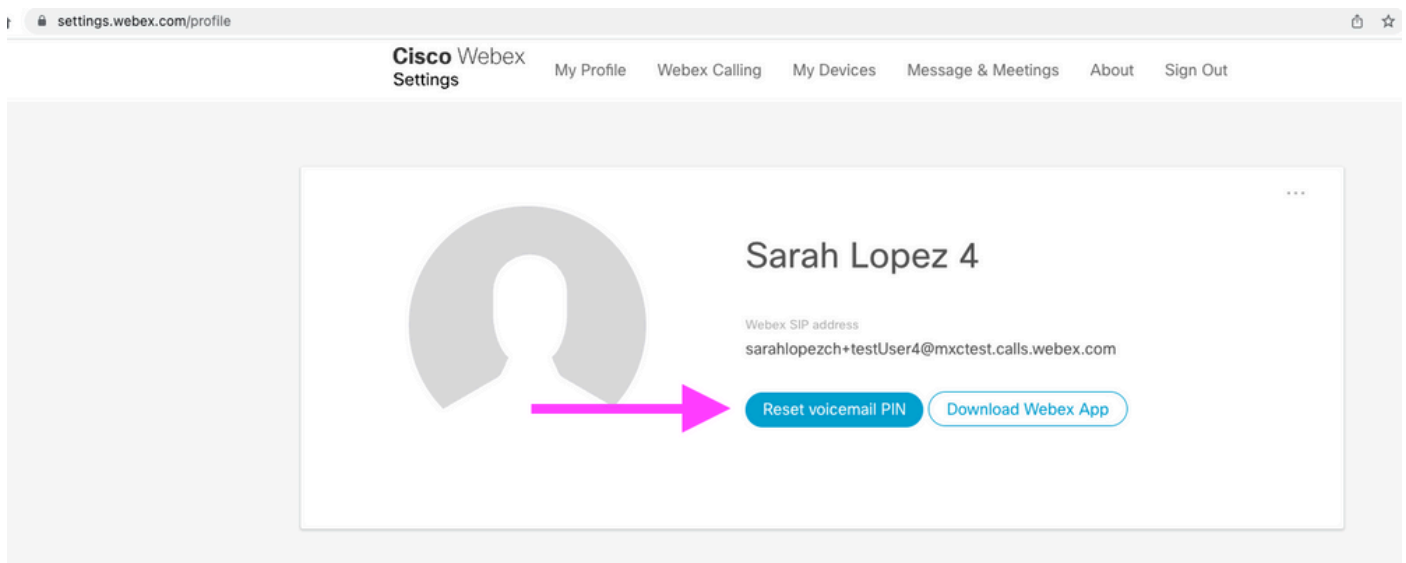 settings.webex.com/profile
Cisco Webex
Settings
My Profile Webex Calling My Devices Message & Meetings About Sign Out
...
Sarah Lopez 4
Webex SIP address
sarahlopezch+testUser4@mxctest.calls.webex.com
Reset voicemail PIN Download Webex App